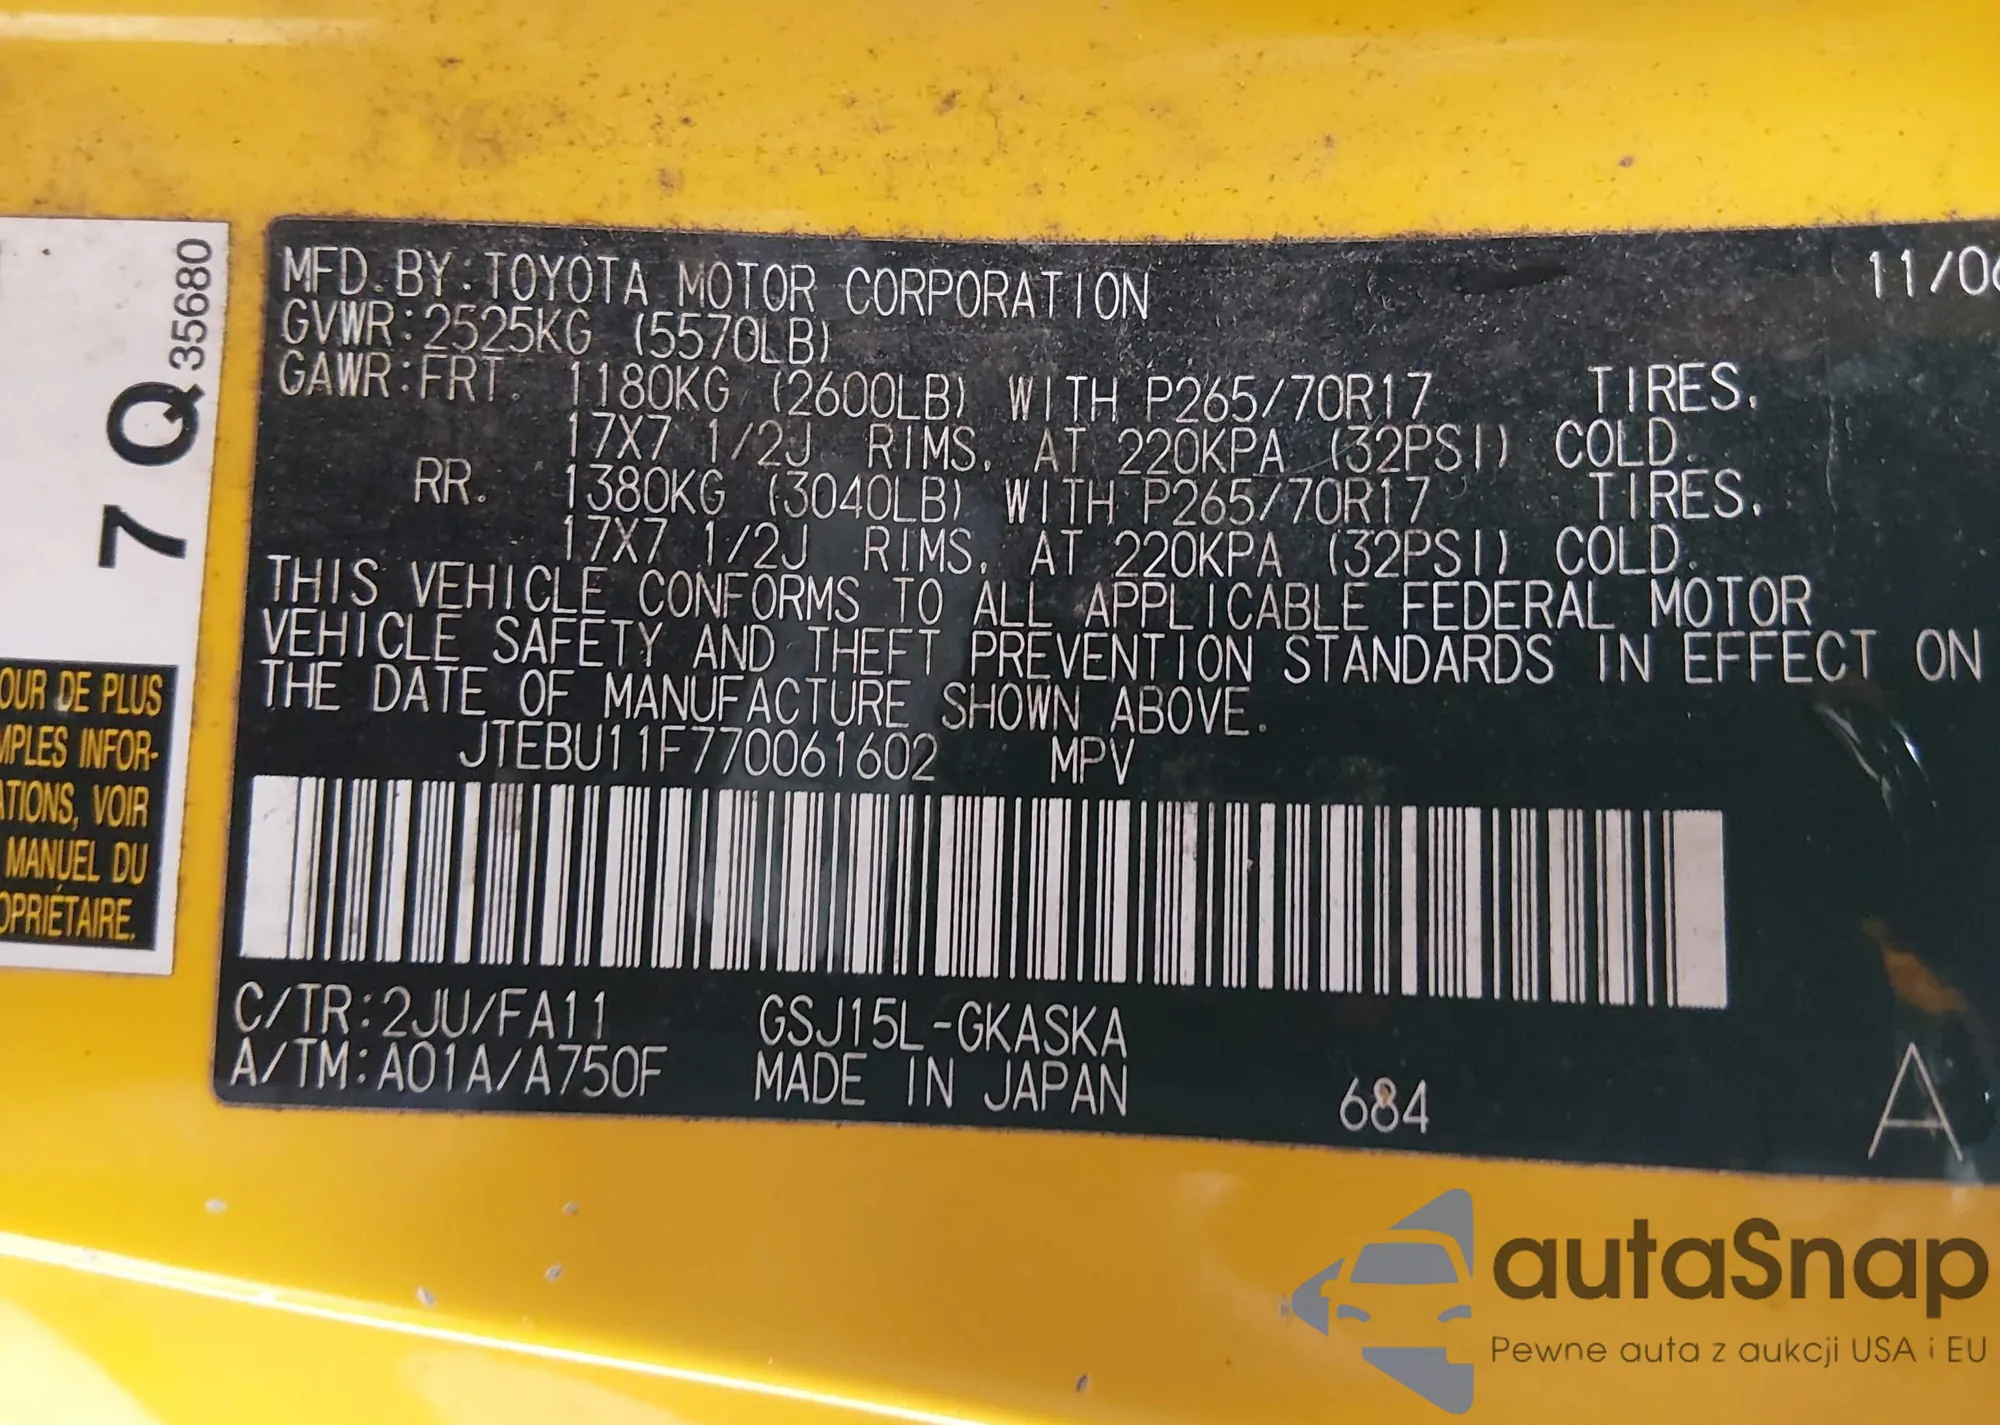 MFD.BY:TOYOTA MOTOR CORPORATION 11/06
GVWR:2525KG (5570LB)
GAWR:FRT. 1180KG (2600LB) WITH P265/70R17 TIRES,
17X7 1/2J RIMS, AT 220KPA (32PSI) COLD.
RR. 1380KG (3040LB) WITH P265/70R17 TIRES,
17X7 1/2J RIMS, AT 220KPA (32PSI) COLD.
THIS VEHICLE CONFORMS TO ALL APPLICABLE FEDERAL MOTOR
VEHICLE SAFETY AND THEFT PREVENTION STANDARDS IN EFFECT ON
THE DATE OF MANUFACTURE SHOWN ABOVE.
JTEBU11F770061602 MPV
C/TR:2JU/FA11 GSJ15L-GKASKA
A/TM:A01A/A750F MADE IN JAPAN 684 A
7 Q 35680
OUR DE PLUS
MPLES INFOR-
ATIONS, VOIR
MANUEL DU
OPRIÉTAIRE.
autaSnap
Pewne auta z aukcji USA i EU